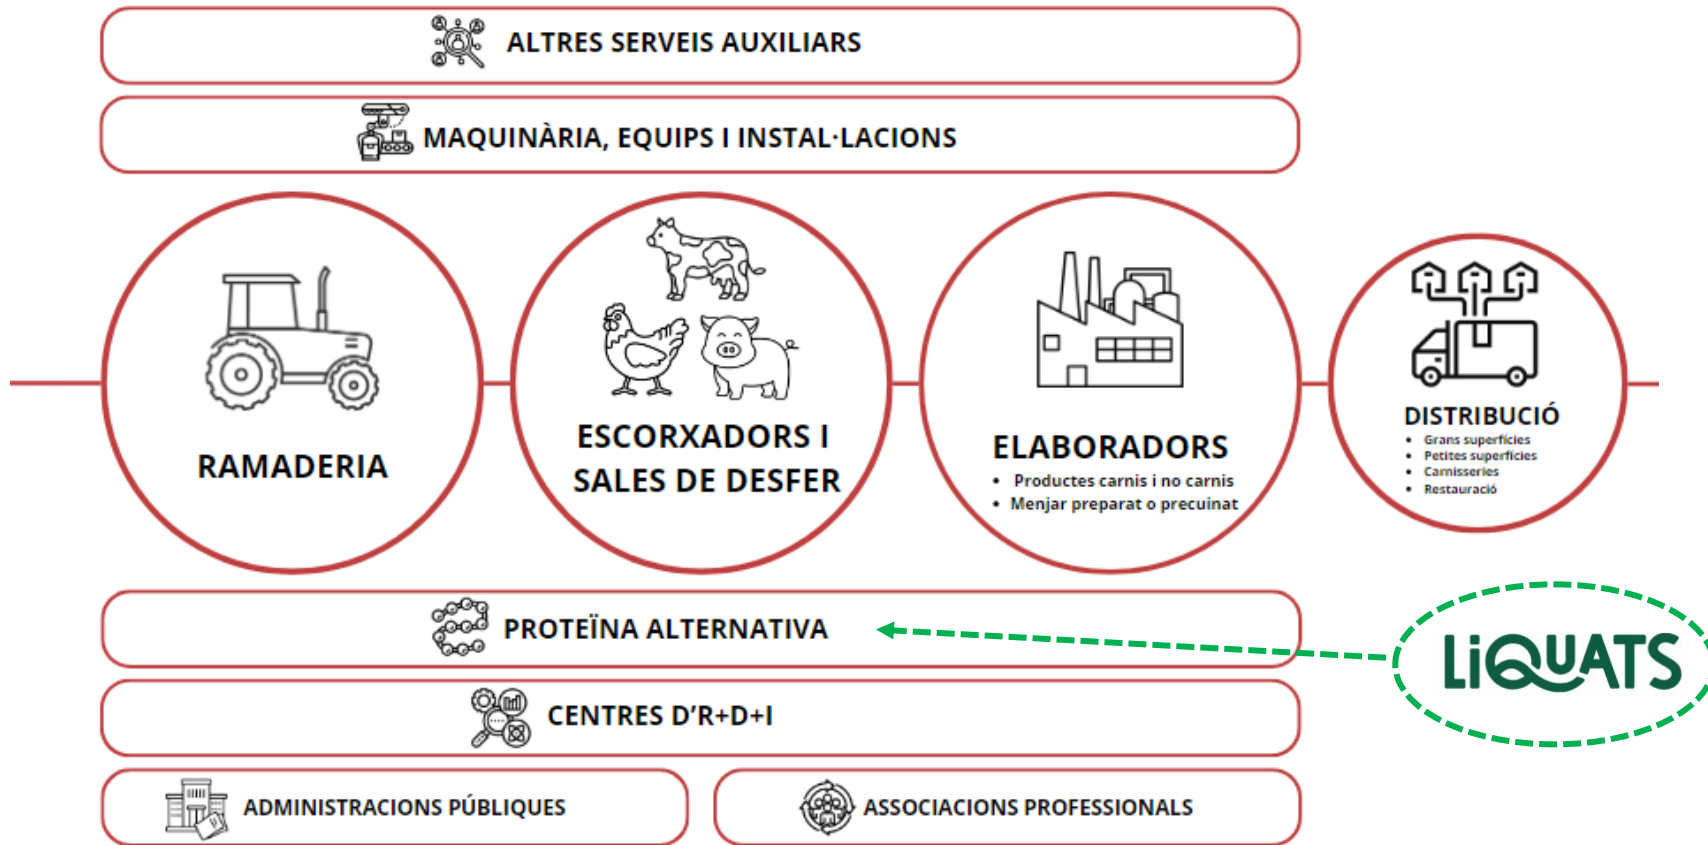 ALTRES SERVEIS AUXILIARS
MAQUINÀRIA, EQUIPS I INSTAL·LACIONS
RAMADERIA
ESCORXADORS I
SALES DE DESFER
ELABORADORS
• Productes carnis i no carnis
• Menjar preparat o precuinat
DISTRIBUCIÓ
• Grans superfícies
• Petites superfícies
• Carnisseries
• Restauració
PROTEÏNA ALTERNATIVA
LiQUATS
CENTRES D'R+D+I
ADMINISTRACIONS PÚBLIQUES
ASSOCIACIONS PROFESSIONALS